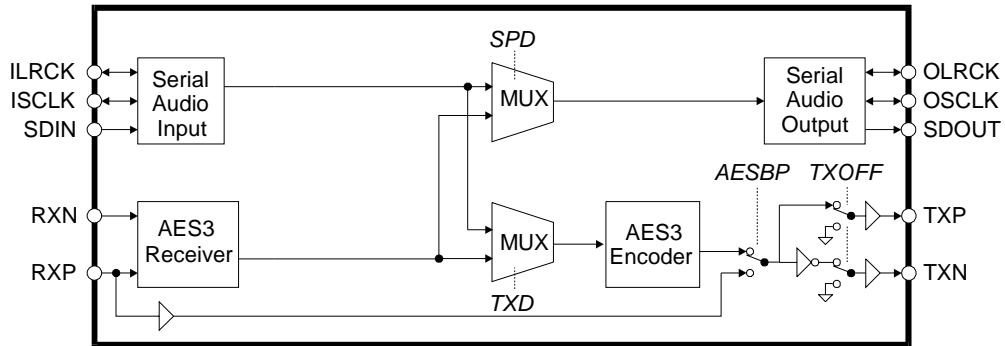 SPD
ILRCK
ISCLK
SDIN
Serial
Audio
Input
MUX
Serial
Audio
Output
OLRCK
OSCLK
SDOUT
AESBP
TXOFF
RXN
RXP
AES3
Receiver
MUX
TXD
AES3
Encoder
TXP
TXN